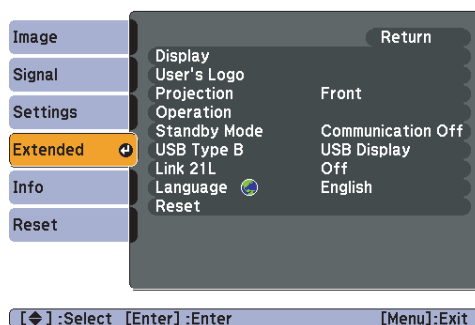 Image
Signal
Settings
Extended
Info
Reset
Return
Display
User's Logo
Projection Front
Operation
Standby Mode Communication Off
USB Type B USB Display
Link 21L Off
Language English
Reset
[ ] :Select [Enter] :Enter [Menu]:Exit